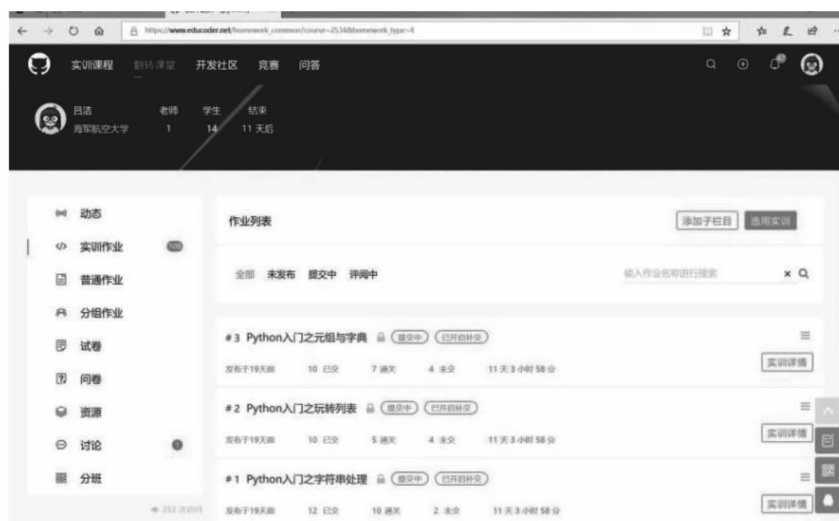 实训课程 翻转课堂 开发社区 竞赛 问答
吕洁 老师 学生 结束
海军航空大学 1 14 11 天后
动态
实训作业 100
普通作业
分组作业
试卷
问卷
资源
讨论
分班
252 次访问
作业列表 添加子栏目 选用实训
全部 未发布 提交中 评阅中 输入作业名称进行搜索
#3 Python入门之元组与字典 提交中 已开启补交
发布于19天前 10 已交 7 通关 4 未交 11 天 3 小时 58 分 实训详情
#2 Python入门之玩转列表 提交中 已开启补交
发布于19天前 10 已交 5 通关 4 未交 11 天 3 小时 58 分 实训详情
#1 Python入门之字符串处理 提交中 已开启补交
发布于19天前 12 已交 10 通关 2 未交 11 天 3 小时 58 分 实训详情